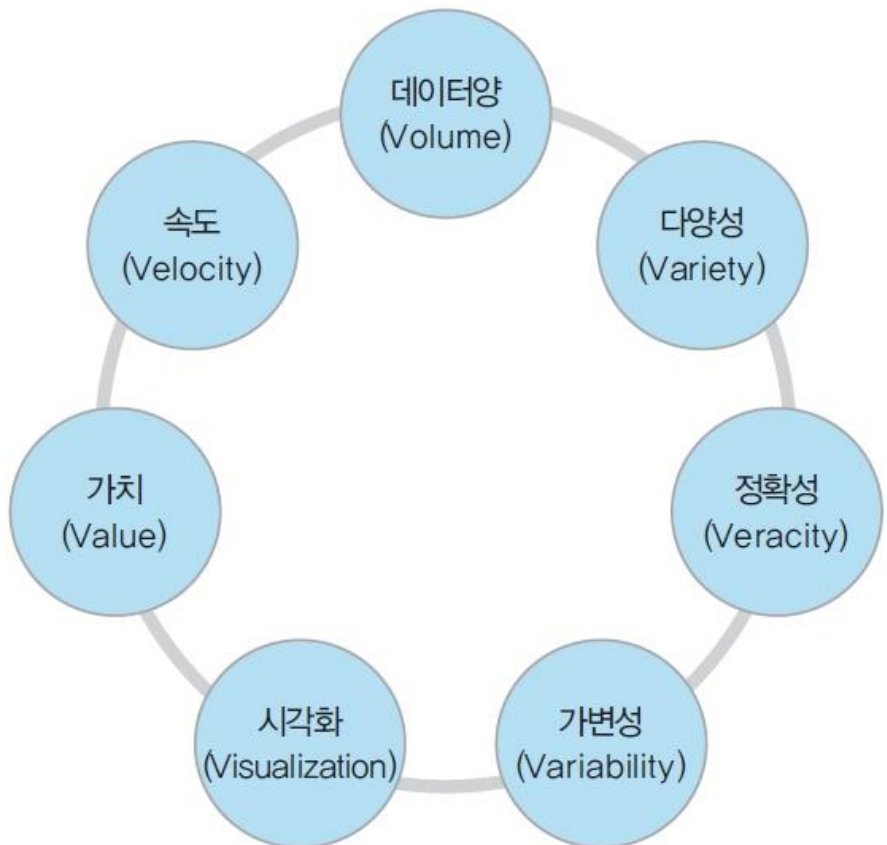 데이터양
(Volume)
다양성
(Variety)
정확성
(Veracity)
가변성
(Variability)
시각화
(Visualization)
가치
(Value)
속도
(Velocity)